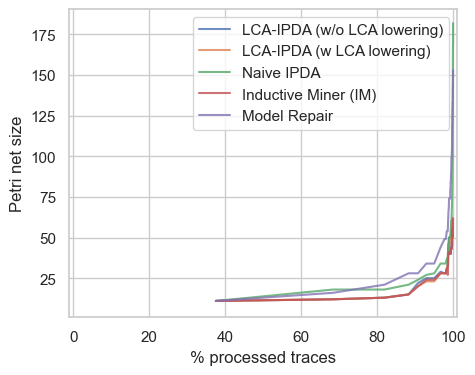 LCA-IPDA (w/o LCA lowering)
LCA-IPDA (w LCA lowering)
Naive IPDA
Inductive Miner (IM)
Model Repair
Petri net size
175
150
125
100
75
50
25
0 20 40 60 80 100
% processed traces